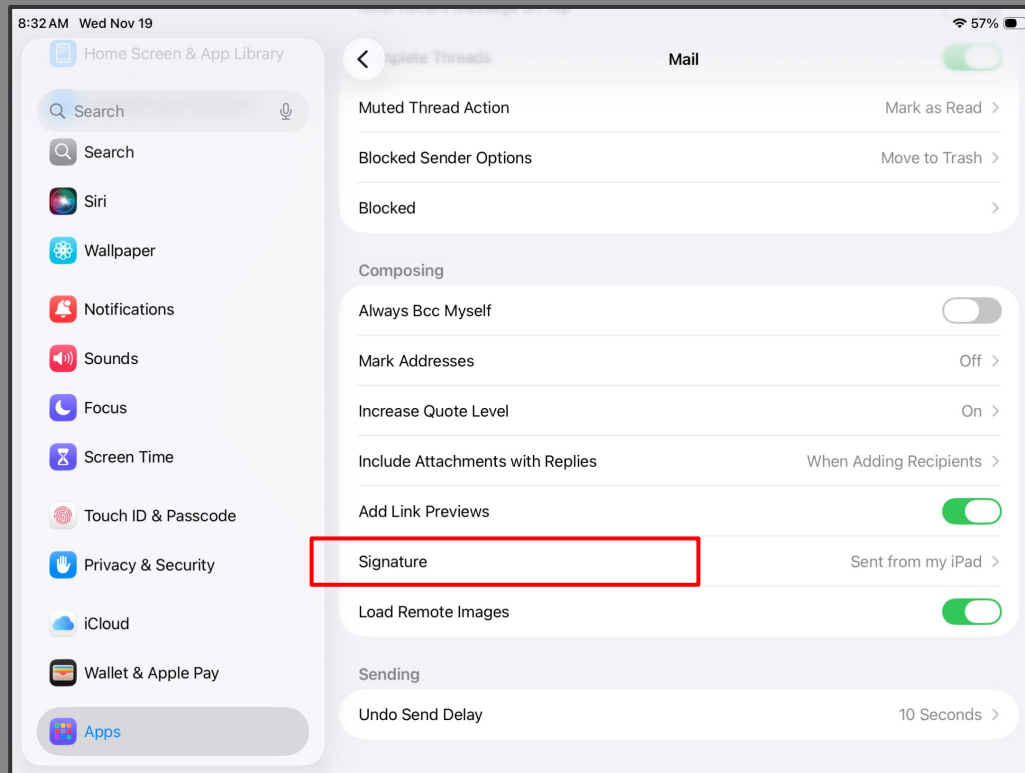 8:32 AM Wed Nov 19
57%
Home Screen & App Library
Search
Search
Siri
Wallpaper
Notifications
Sounds
Focus
Screen Time
Touch ID & Passcode
Privacy & Security
iCloud
Wallet & Apple Pay
Apps
Mail
Threads
Muted Thread Action Mark as Read
Blocked Sender Options Move to Trash
Blocked
Composing
Always Bcc Myself
Mark Addresses Off
Increase Quote Level On
Include Attachments with Replies When Adding Recipients
Add Link Previews
Signature Sent from my iPad
Load Remote Images
Sending
Undo Send Delay 10 Seconds